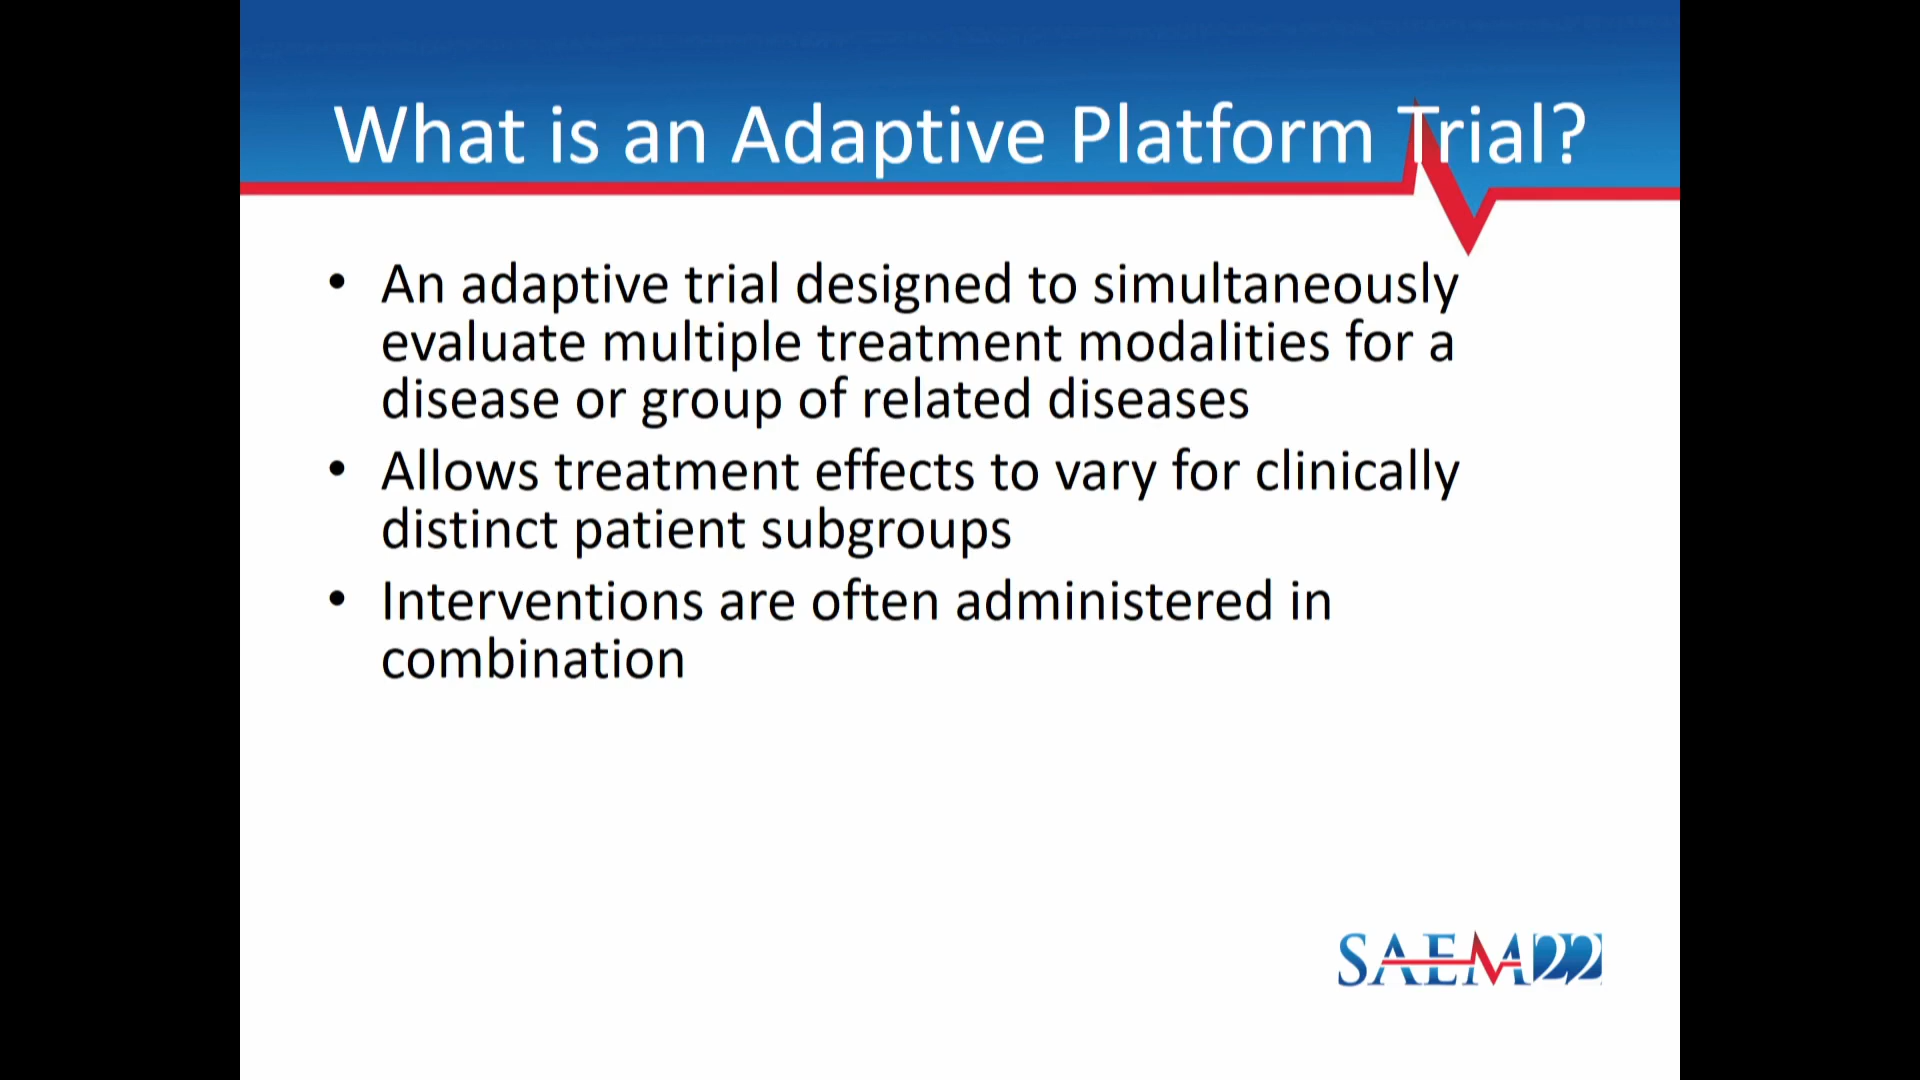 What is an Adaptive Platform Trial?
• An adaptive trial designed to simultaneously
evaluate multiple treatment modalities for a
disease or group of related diseases
• Allows treatment effects to vary for clinically
distinct patient subgroups
• Interventions are often administered in
combination
SAEM22